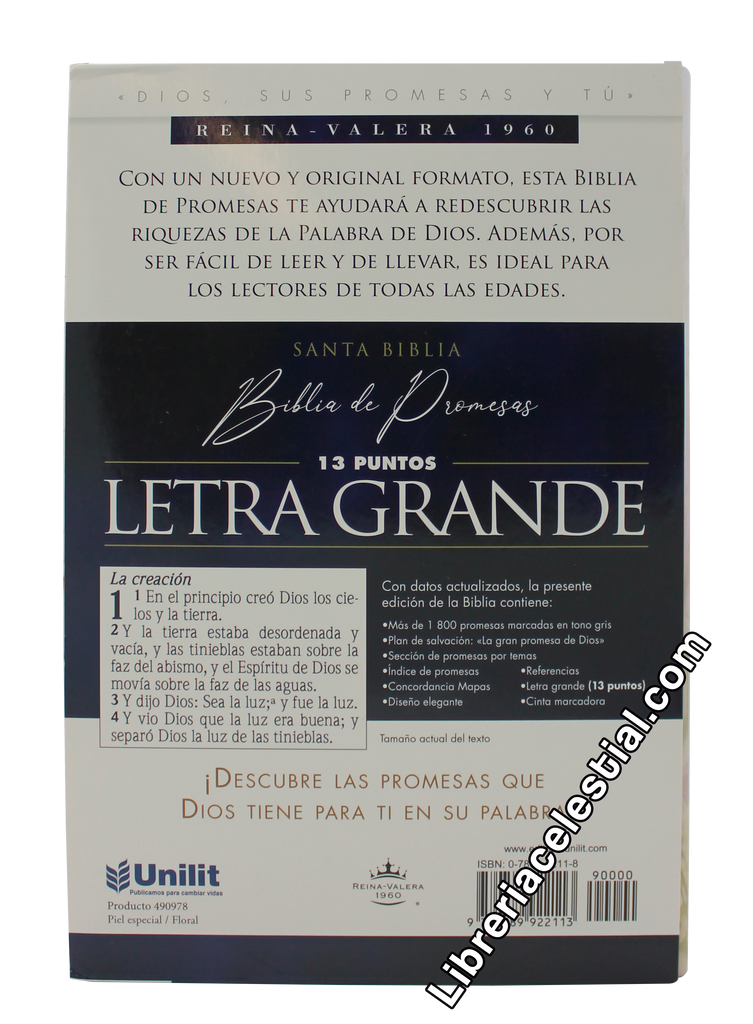 «DIOS, SUS PROMESAS Y TÚ»
REINA-VALERA 1960
CON UN NUEVO Y ORIGINAL FORMATO, ESTA BIBLIA
DE PROMESAS TE AYUDARÁ A REDESCUBRIR LAS
RIQUEZAS DE LA PALABRA DE DIOS. ADEMÁS, POR
SER FÁCIL DE LEER Y DE LLEVAR, ES IDEAL PARA
LOS LECTORES DE TODAS LAS EDADES.
SANTA BIBLIA
Biblia de Promesas
13 PUNTOS
LETRA GRANDE
La creación
1 1 En el principio creó Dios los cie-
los y la tierra.
2 Y la tierra estaba desordenada y
vacía, y las tinieblas estaban sobre la
faz del abismo, y el Espíritu de Dios se
movía sobre la faz de las aguas.
3 Y dijo Dios: Sea la luz;ª y fue la luz.
4 Y vio Dios que la luz era buena; y
separó Dios la luz de las tinieblas.
Con datos actualizados, la presente
edición de la Biblia contiene:
•Más de 1 800 promesas marcadas en tono gris
•Plan de salvación: «La gran promesa de Dios»
•Sección de promesas por temas
•Índice de promesas
•Referencias
•Concordancia Mapas
•Letra grande (13 puntos)
•Diseño elegante
•Cinta marcadora
Tamaño actual del texto
¡DESCUBRE LAS PROMESAS QUE
DIOS TIENE PARA TI EN SU
Unilit
Publicamos para cambiar vidas
Producto 490978
Piel especial / Floral
REINA-VALERA
1960
ISBN:
90000
922113
Libreriacelestial.com